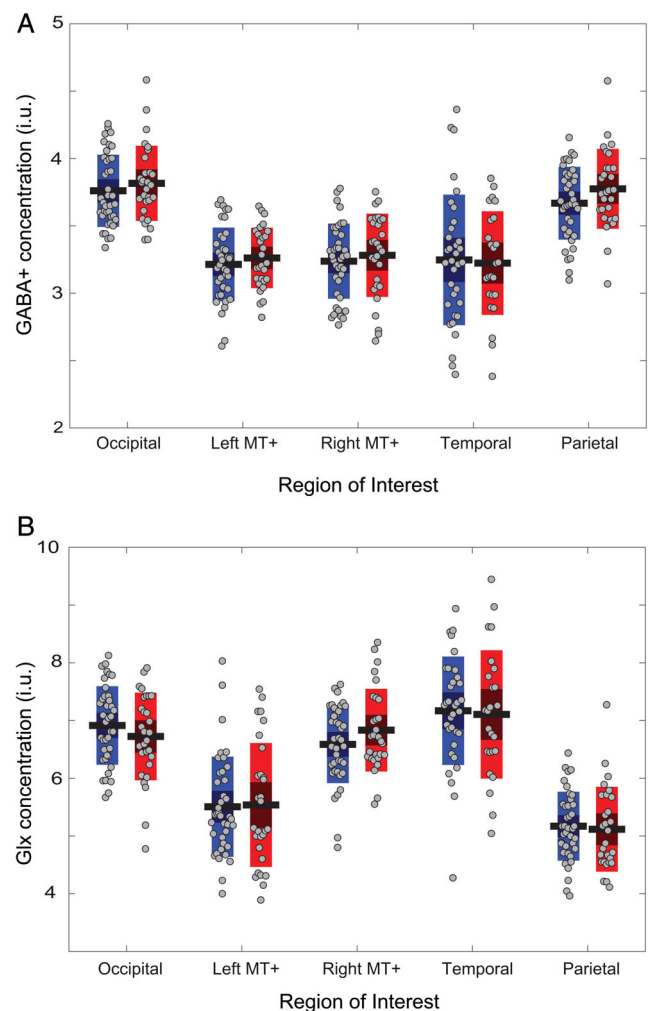 A
5
4
3
2
GABA+ concentration (i.u.)
Occipital Left MT+ Right MT+ Temporal Parietal
Region of Interest
B
10
8
6
4
Glx concentration (i.u.)
Occipital Left MT+ Right MT+ Temporal Parietal
Region of Interest